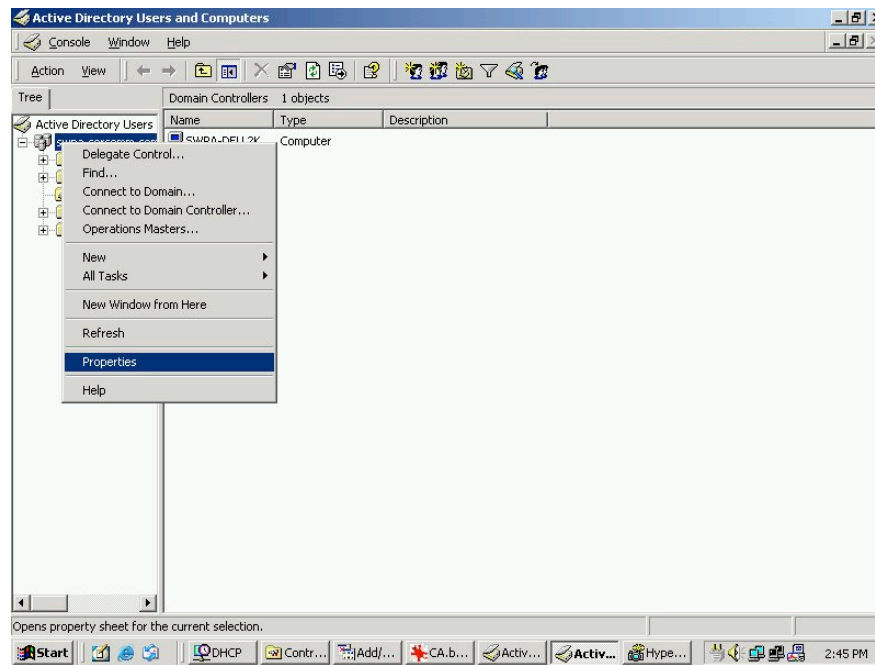 Active Directory Users and Computers
Console Window Help
Action View
Tree
Domain Controllers 1 objects
Active Directory Users
Name Type Description
SWPA-DELL2K Computer
Delegate Control...
Find...
Connect to Domain...
Connect to Domain Controller...
Operations Masters...
New
All Tasks
New Window from Here
Refresh
Properties
Help
Opens property sheet for the current selection.
Start DHCP Contr... Add/... CA.b... Activ... Activ... Hype... 2:45 PM